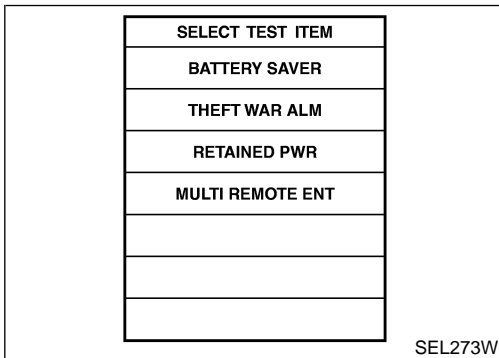 SELECT TEST ITEM
BATTERY SAVER
THEFT WAR ALM
RETAINED PWR
MULTI REMOTE ENT
SEL273W